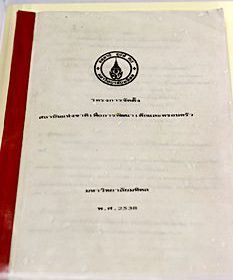 โครงการจัดตั้ง
สถาบันแห่งชาติเพื่อการพัฒนาเด็กและครอบครัว
มหาวิทยาลัยมหิดล
พ.ศ. 2538